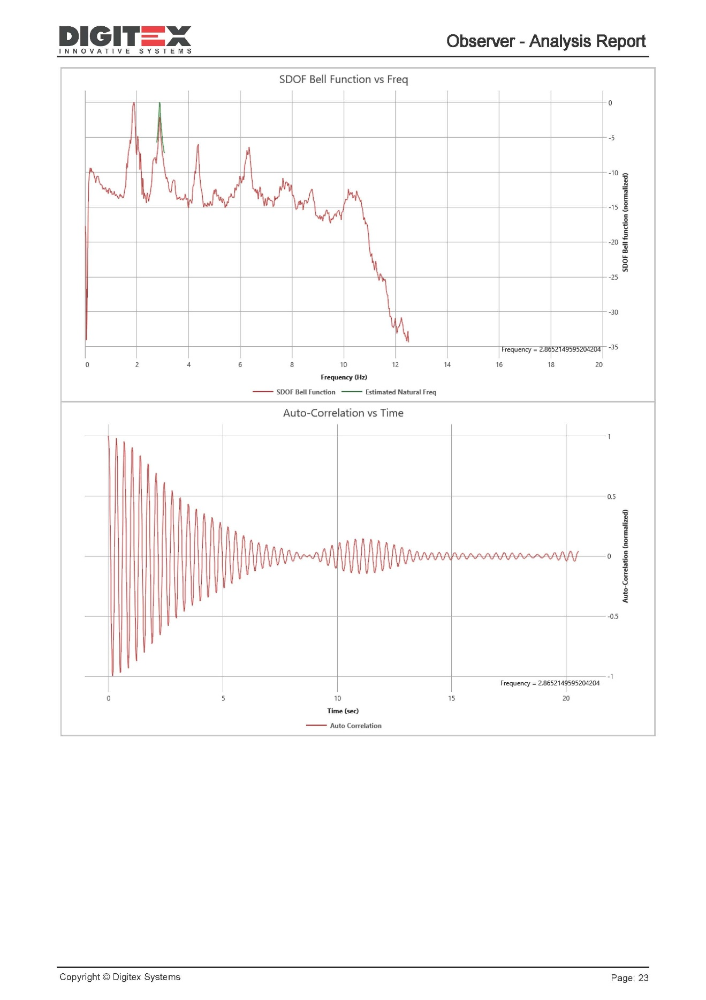 DIGITEX
INNOVATIVE SYSTEMS
Observer - Analysis Report
SDOF Bell Function vs Freq
0
-5
-10
-15
-20
-25
-30
-35
SDOF Bell function (normalized)
Frequency = 2.8652149595204204
0 2 4 6 8 10 12 14 16 18 20
Frequency (Hz)
SDOF Bell Function Estimated Natural Freq
Auto-Correlation vs Time
1
0.5
0
-0.5
-1
Auto-Correlation (normalized)
Frequency = 2.8652149595204204
0 5 10 15 20
Time (sec)
Auto Correlation
Copyright © Digitex Systems
Page: 23